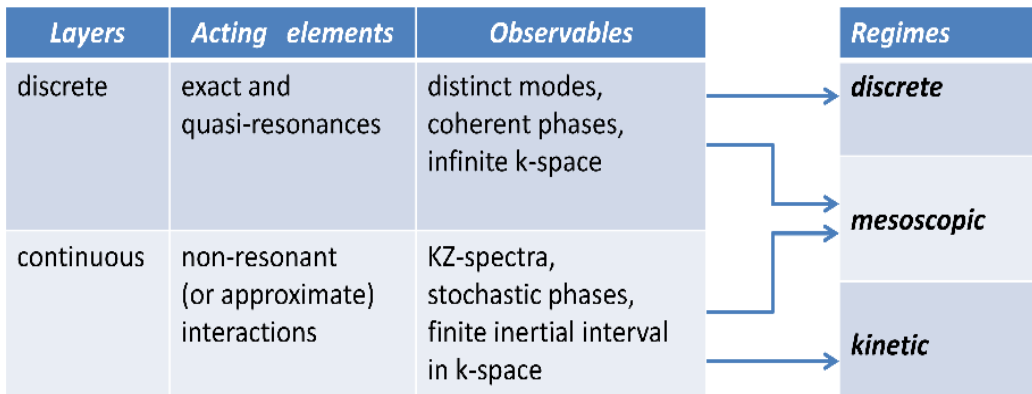 Layers Acting elements Observables Regimes
discrete exact and distinct modes, discrete
quasi-resonances coherent phases,
infinite k-space
mesoscopic
continuous non-resonant KZ-spectra,
(or approximate) stochastic phases,
interactions finite inertial interval kinetic
in k-space